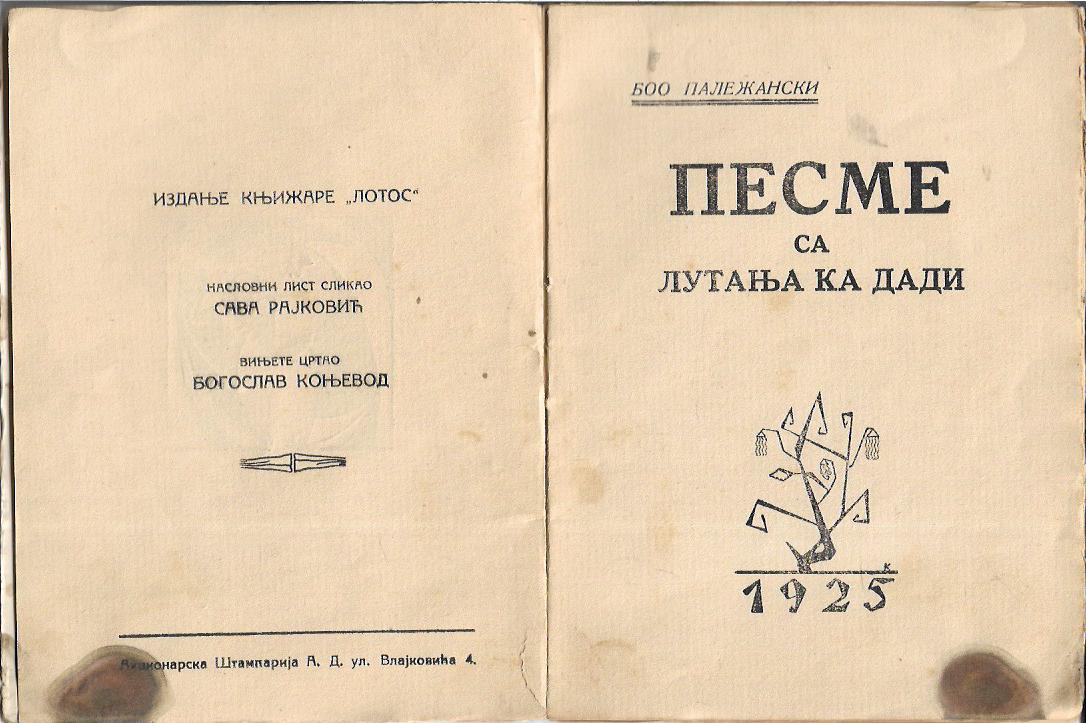 ИЗДАЊЕ КЊИЖАРЕ „ЛОТОС“
НАСЛОВНИ ЛИСТ СЛИКАО
САВА РАЈКОВИЋ
ВИЊЕТЕ ЦРТАО
БОГОСЛАВ КОЊЕВОД
Акционарска Штампарија А. Д. ул. Влајковића 4.
БОО ПАЛЕЖАНСКИ
ПЕСМЕ
СА
ЛУТАЊА КА ДАДИ
К
1925